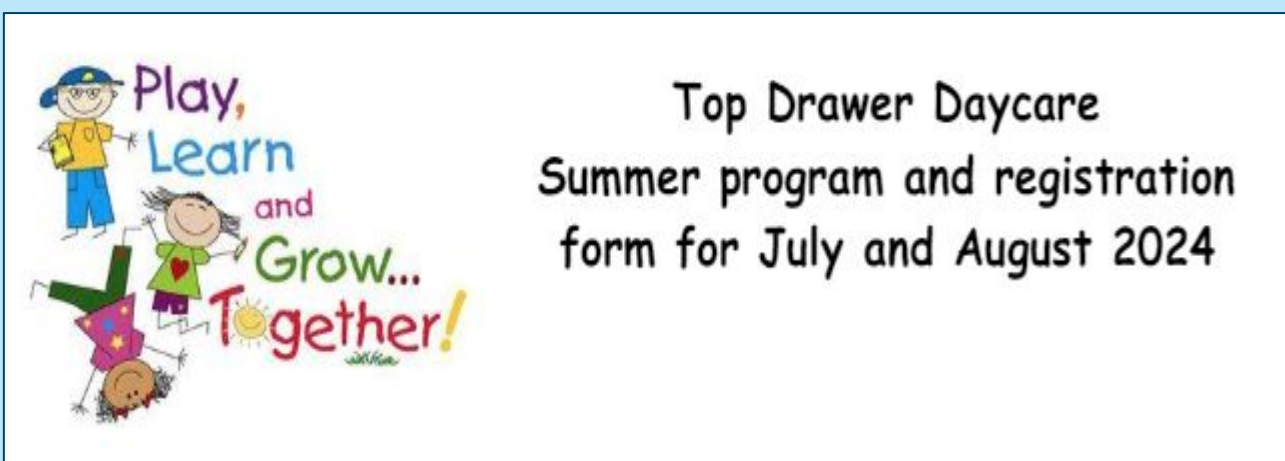 Play,
Learn
and
Grow...
Together!
Top Drawer Daycare
Summer program and registration
form for July and August 2024